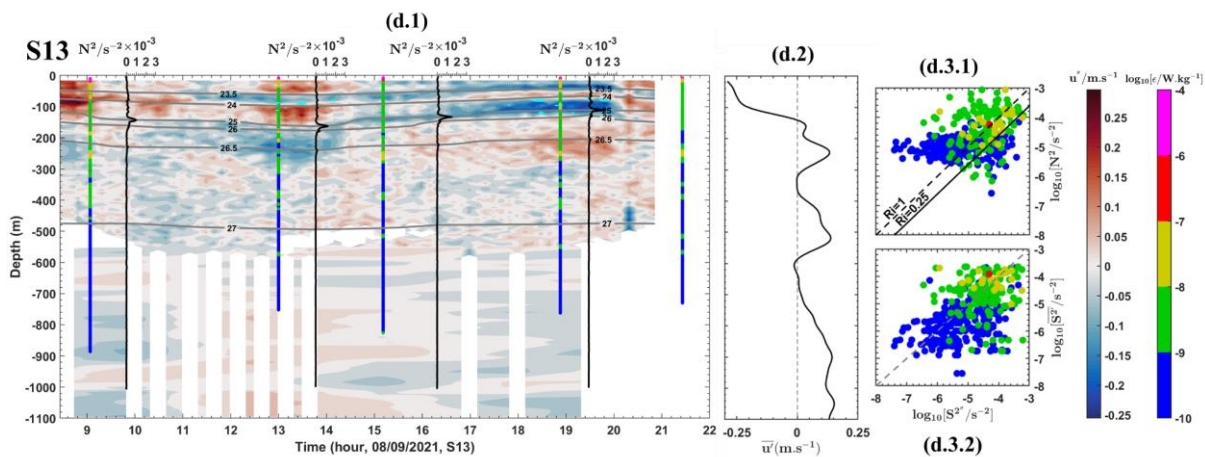 (d.1)
S13
N²/s⁻²×10⁻³ N²/s⁻²×10⁻³ N²/s⁻²×10⁻³ N²/s⁻²×10⁻³
0 1 2 3 0 1 2 3 0 1 2 3 0 1 2 3
Depth (m)
0
-100
-200
-300
-400
-500
-600
-700
-800
-900
-1000
-1100
23.5 23.5
24 24 24
25 25 25
26 26 26
26.5 26.5 26.5
27 27 27
9 10 11 12 13 14 15 16 17 18 19 20 21 22
Time (hour, 08/09/2021, S13)
(d.2)
-0.25 0 0.25
u′(m.s⁻¹)
(d.3.1)
Ri=1
Ri=0.25
-3
-4
-5
-6
-7
-8
log₁₀[N²/s⁻²]
-3
-4
-5
-6
-7
-8
log₁₀[S²′/s⁻²]
-8 -7 -6 -5 -4 -3
log₁₀[S²″/s⁻²]
(d.3.2)
u″/m.s⁻¹ log₁₀[ϵ/W.kg⁻¹]
0.25
0.2
0.15
0.1
0.05
0
-0.05
-0.1
-0.15
-0.2
-0.25
-4
-6
-7
-8
-9
-10